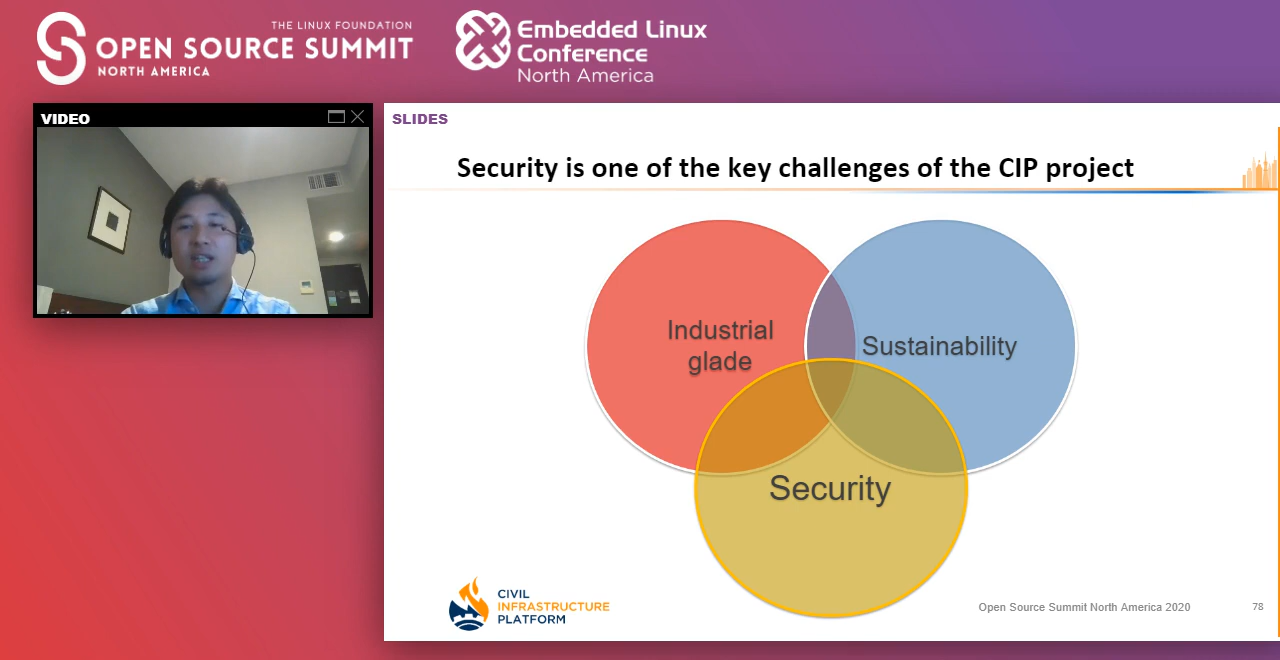 THE LINUX FOUNDATION
OPEN SOURCE SUMMIT
NORTH AMERICA
Embedded Linux
Conference
North America
VIDEO
SLIDES
Security is one of the key challenges of the CIP project
Industrial
glade
Sustainability
Security
CIVIL
INFRASTRUCTURE
PLATFORM
Open Source Summit North America 2020
78